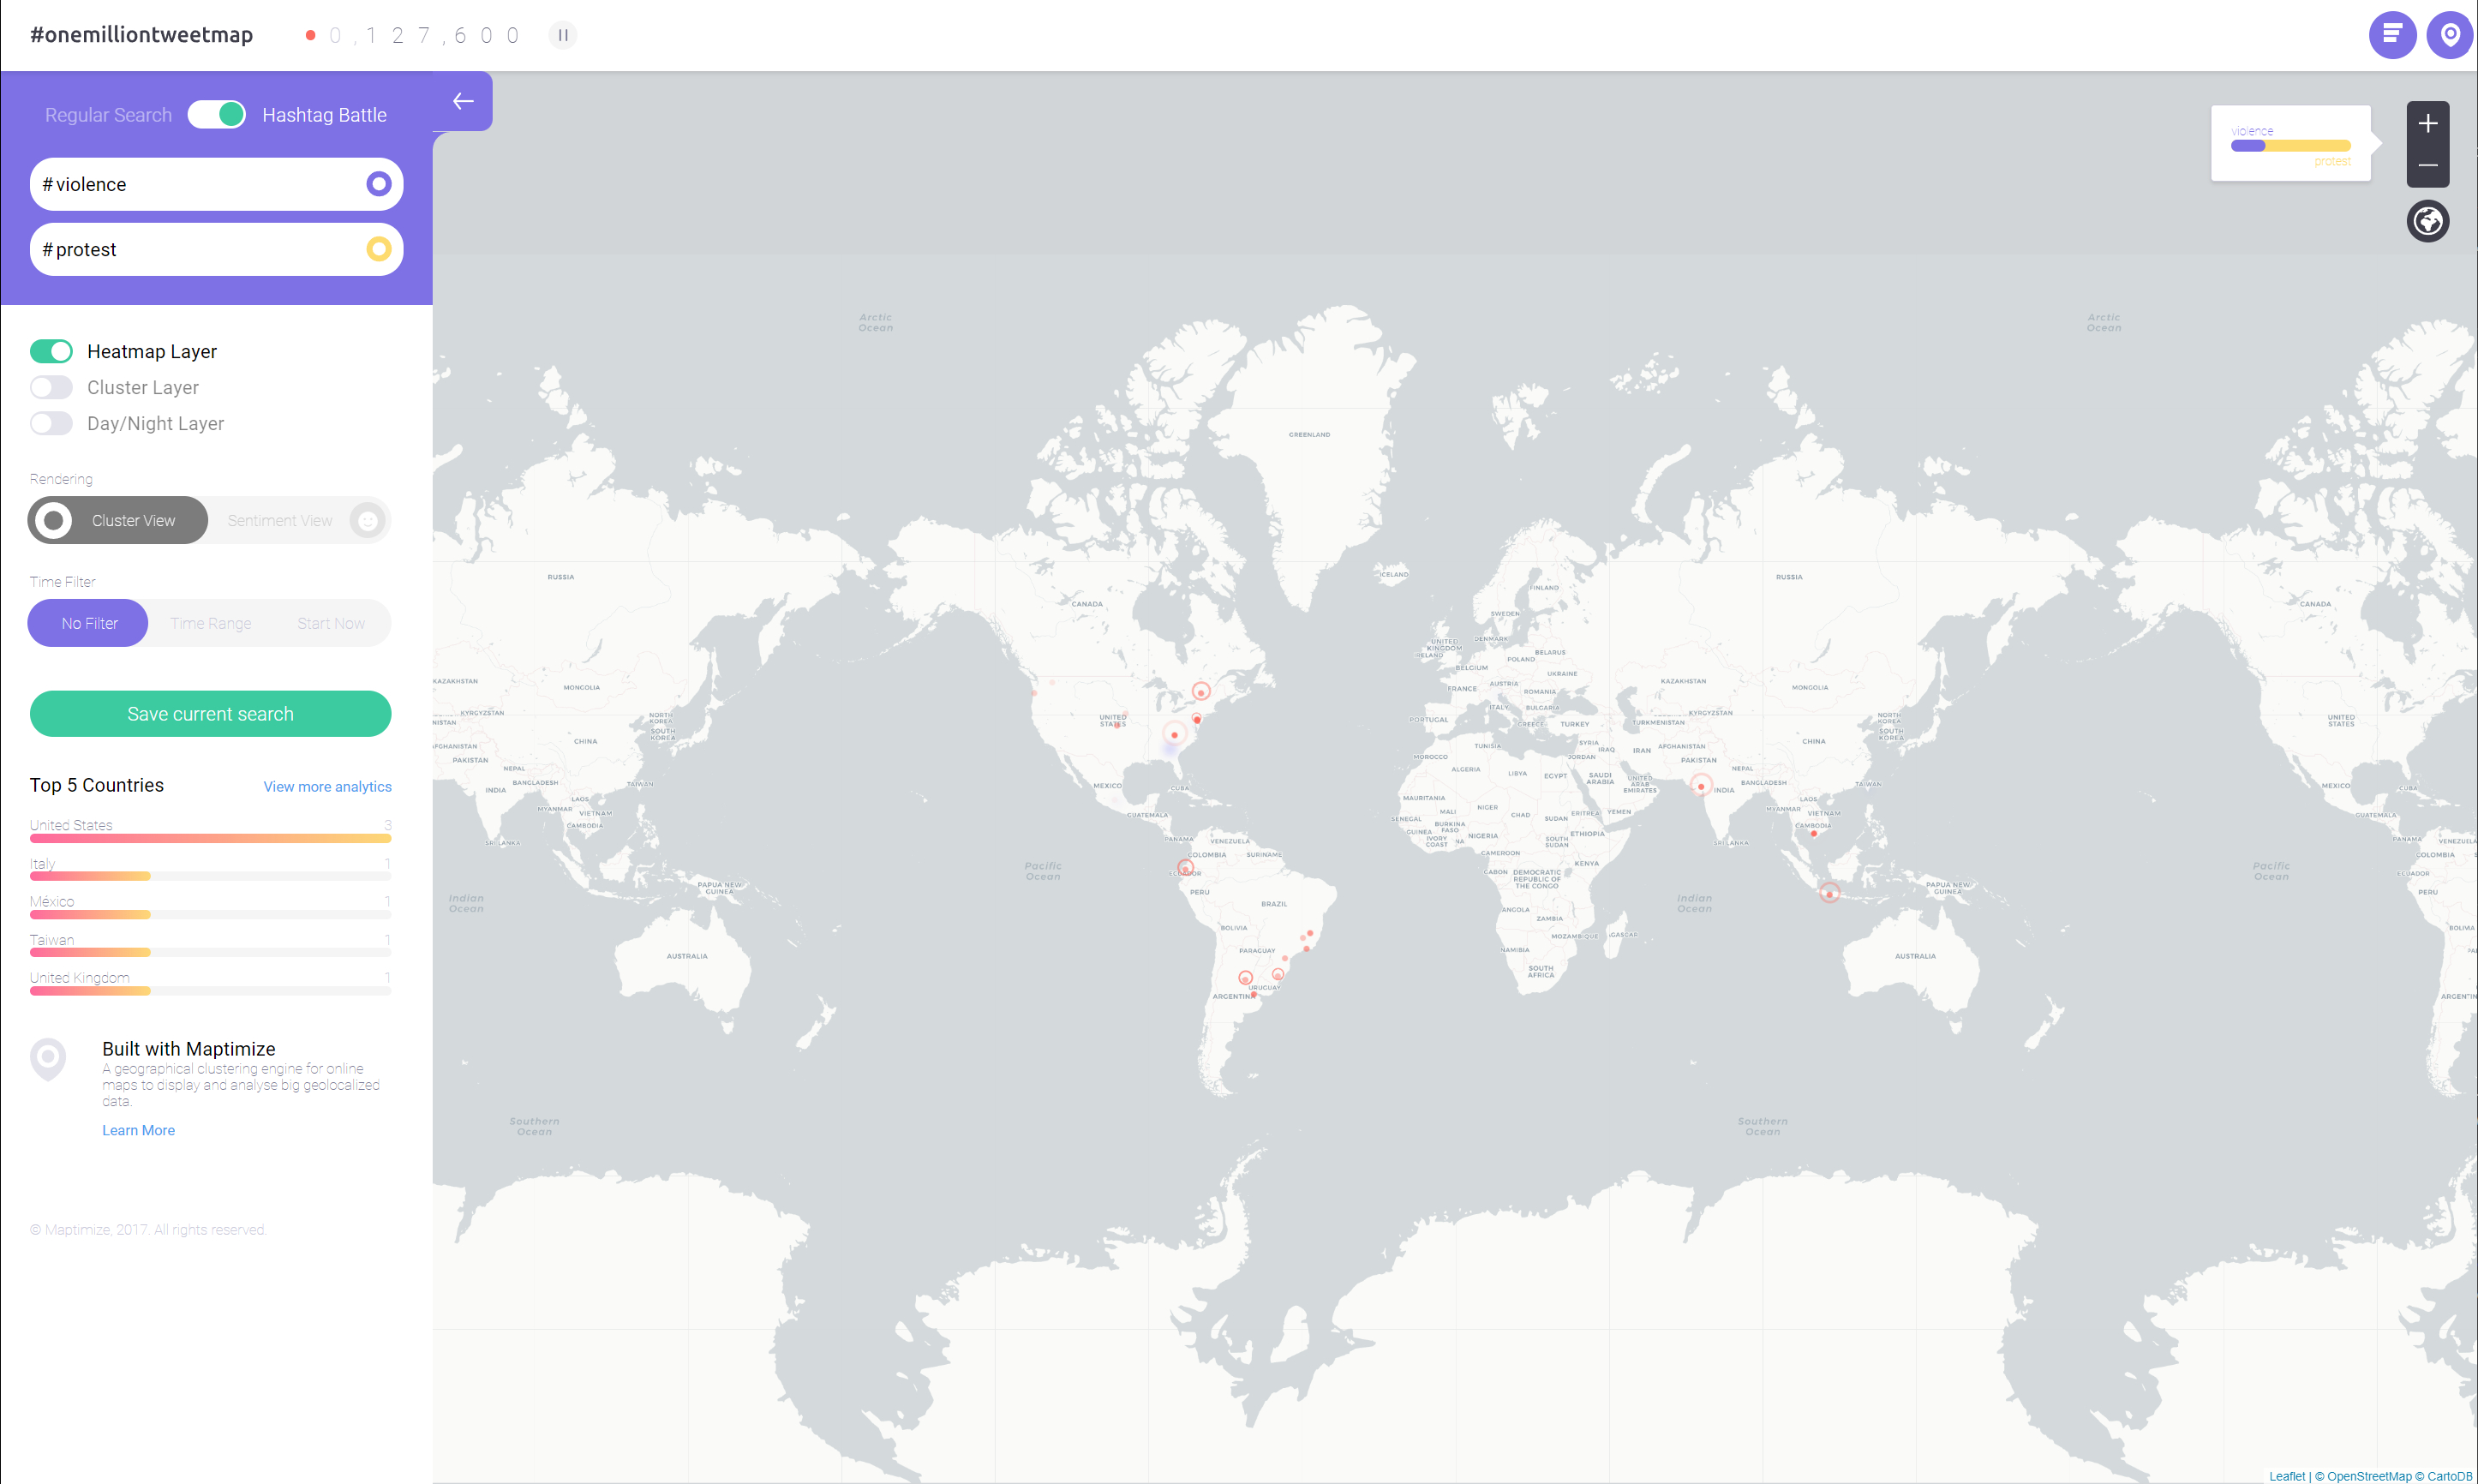 #onemilliontweetmap
0,127,600
Regular Search
Hashtag Battle
# violence
# protest
violence
protest
Heatmap Layer
Cluster Layer
Day/Night Layer
Rendering
Cluster View
Sentiment View
Time Filter
No Filter
Time Range
Start Now
Save current search
Top 5 Countries
View more analytics
United States 3
Italy 1
México 1
Taiwan 1
United Kingdom 1
Built with Maptimize
A geographical clustering engine for online
maps to display and analyse big geolocalized
data.
Learn More
© Maptimize, 2017. All rights reserved.
Arctic
Ocean
Arctic
Ocean
GREENLAND
RUSSIA
ICELAND
FINLAND
RUSSIA
CANADA
SWEDEN
CANADA
UNITED
KINGDOM
DENMARK
BELARUS
POLAND
BELGIUM
UKRAINE
KAZAKHSTAN
MONGOLIA
FRANCE
AUSTRIA
ROMANIA
KAZAKHSTAN
MONGOLIA
KYRGYZSTAN
NORTH
KOREA
SOUTH
KOREA
UNITED
STATES
PORTUGAL
ITALY
BULGARIA
GREECE
TURKEY
TURKMENISTAN
KYRGYZSTAN
NORTH
KOREA
SOUTH
KOREA
UNITED
STATES
CHINA
PAKISTAN
NEPAL
BANGLADESH
INDIA
TAIWAN
LAOS
MYANMAR
VIETNAM
CAMBODIA
SRI LANKA
MEXICO
CUBA
GUATEMALA
TUNISIA
SYRIA
IRAQ
IRAN
AFGHANISTAN
MOROCCO
JORDAN
PAKISTAN
CHINA
ALGERIA
LIBYA
EGYPT
SAUDI
ARABIA
UNITED
ARAB
EMIRATES
NEPAL
BANGLADESH
INDIA
TAIWAN
MEXICO
CUBA
MAURITANIA
MALI
NIGER
CHAD
SUDAN
ERITREA
YEMEN
LAOS
MYANMAR
VIETNAM
CAMBODIA
GUATEMALA
SENEGAL
GUINEA
BURKINA
FASO
IVORY
COAST
NIGERIA
SOUTH
SUDAN
ETHIOPIA
SRI LANKA
PANAMA
VENEZUELA
COLOMBIA
SURINAME
CAMEROON
PANAMA
VENEZUELA
COLOMBIA
Pacific
Ocean
ECUADOR
GABON
DEMOCRATIC
REPUBLIC OF
THE CONGO
KENYA
Pacific
Ocean
ECUADOR
PAPUA NEW
GUINEA
PERU
BRAZIL
PAPUA NEW
GUINEA
PERU
Indian
Ocean
Indian
Ocean
ANGOLA
ZAMBIA
BOLIVIA
MOZAMBIQUE
GASCAR
BOLIVIA
AUSTRALIA
PARAGUAY
NAMIBIA
AUSTRALIA
SOUTH
AFRICA
URUGUAY
ARGENTINA
Southern
Ocean
Southern
Ocean
Leaflet | © OpenStreetMap © CartoDB